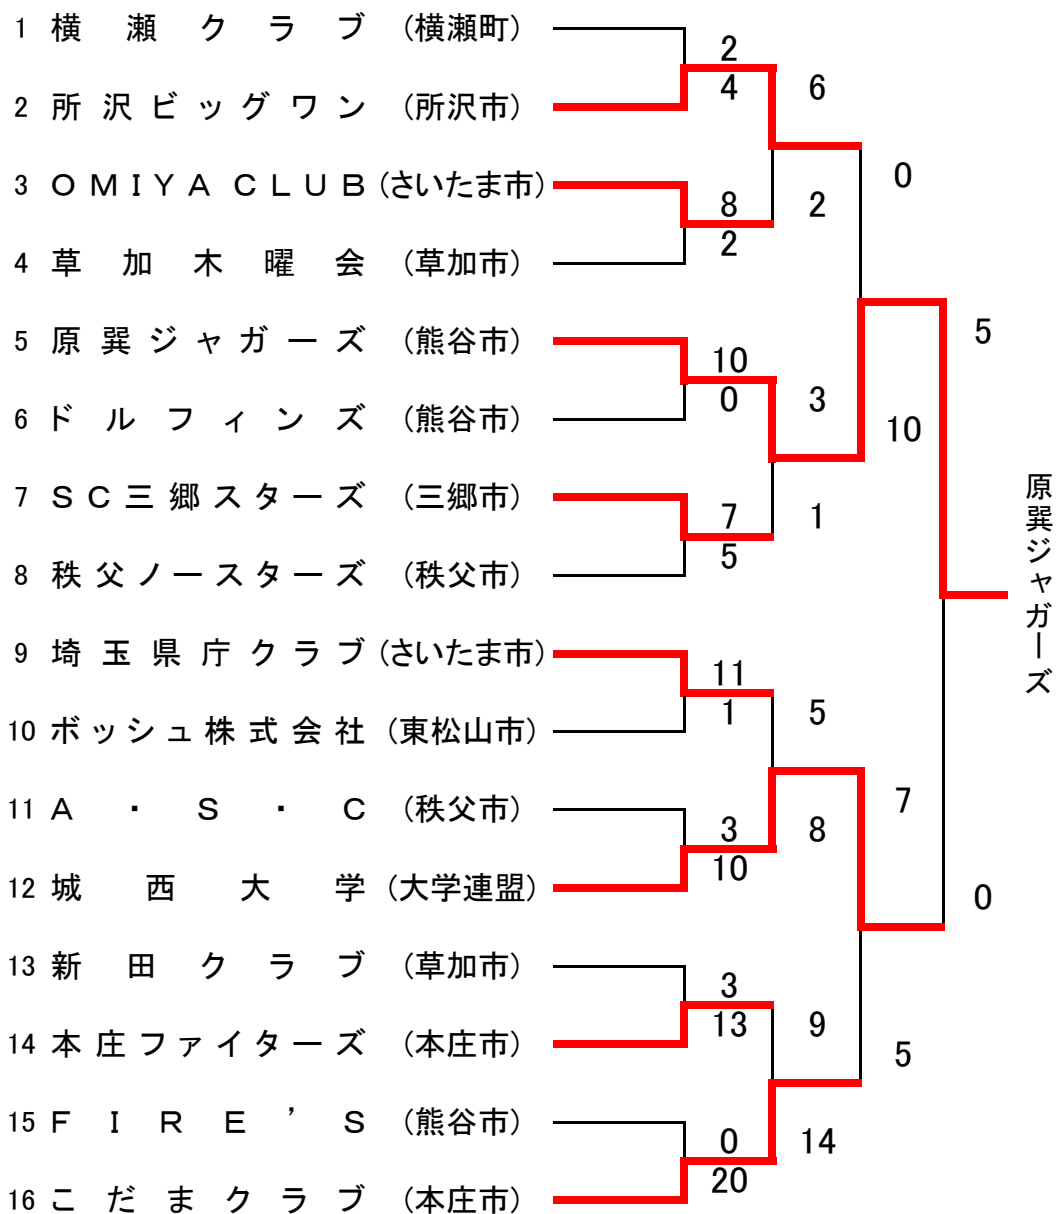 1 横瀬クラブ (横瀬町)
2
4
6
2 所沢ビッグワン (所沢市)
0
3 OMIYA CLUB (さいたま市)
8
2
2
4 草加木曜会 (草加市)
5
5 原巽ジャガーズ (熊谷市)
10
0
3
6 ドルフィンズ (熊谷市)
10
7 SC三郷スターズ (三郷市)
7
5
1
8 秩父ノースターズ (秩父市)
原巽ジャガーズ
9 埼玉県庁クラブ (さいたま市)
11
1
5
10 ボッシュ株式会社 (東松山市)
7
11 A・S・C (秩父市)
3
10
8
12 城西大学 (大学連盟)
0
13 新田クラブ (草加市)
3
13
9
14 本庄ファイターズ (本庄市)
5
15 FIRE’S (熊谷市)
0
20
14
16 こだまクラブ (本庄市)